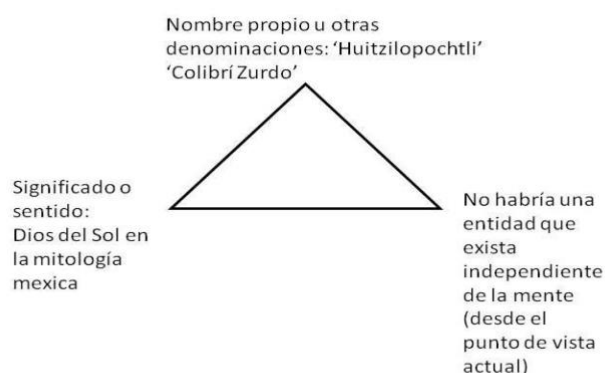 Nombre propio u otras
denominaciones: ‘Huitzilopochtli’
‘Colibrí Zurdo’
Significado o
sentido:
Dios del Sol en
la mitología
mexica
No habría una
entidad que
exista
independiente
de la mente
(desde el
punto de vista
actual)